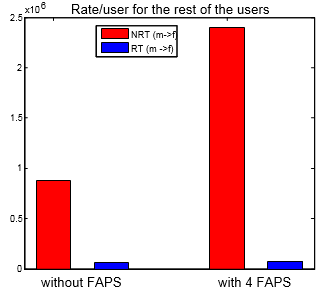 Rate/user for the rest of the users
x10^6
NRT (m->f)
RT (m ->f)
2.5
2
1.5
1
0.5
0
without FAPS
with 4 FAPS